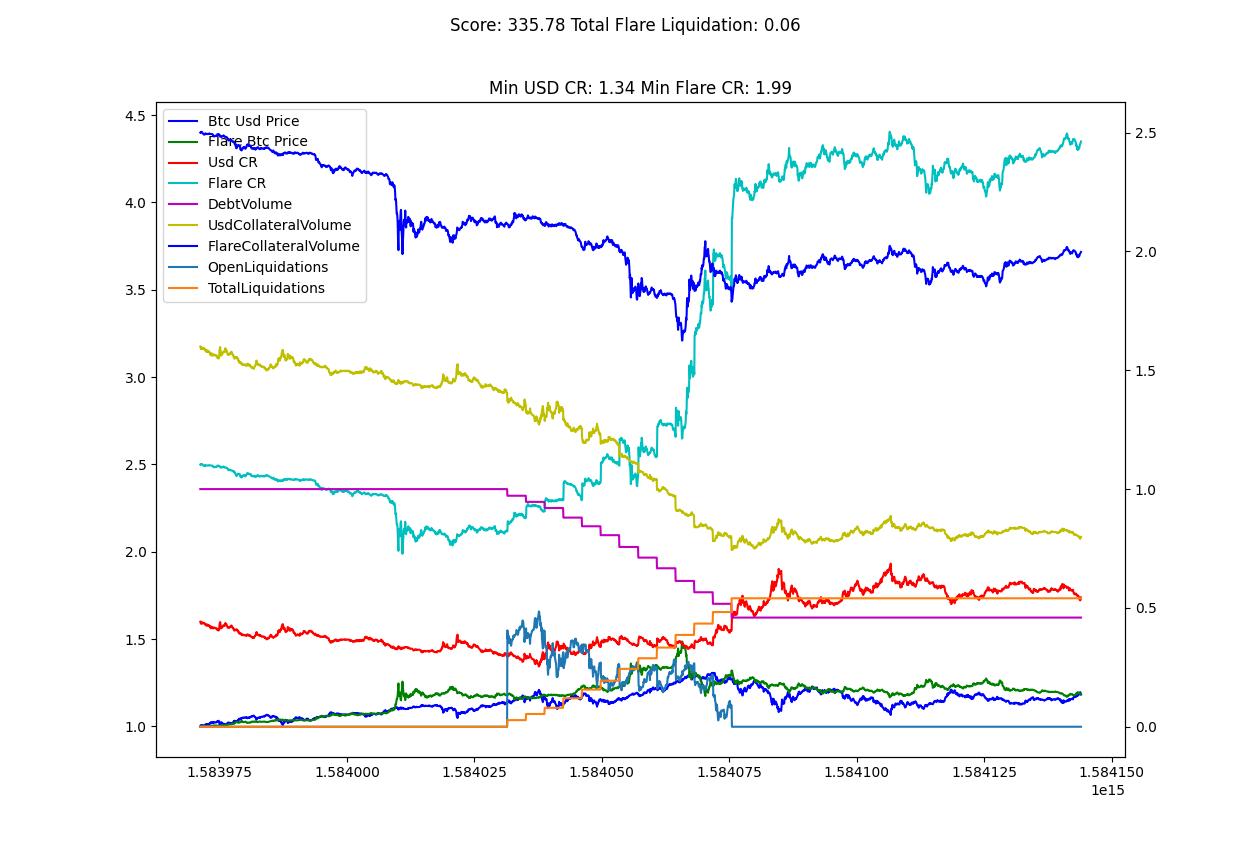 Score: 335.78 Total Flare Liquidation: 0.06
Min USD CR: 1.34 Min Flare CR: 1.99
Btc Usd Price
Flare Btc Price
Usd CR
Flare CR
DebtVolume
UsdCollateralVolume
FlareCollateralVolume
OpenLiquidations
TotalLiquidations
4.5
4.0
3.5
3.0
2.5
2.0
1.5
1.0
2.5
2.0
1.5
1.0
0.5
0.0
1.583975 1.584000 1.584025 1.584050 1.584075 1.584100 1.584125 1.584150
1e15